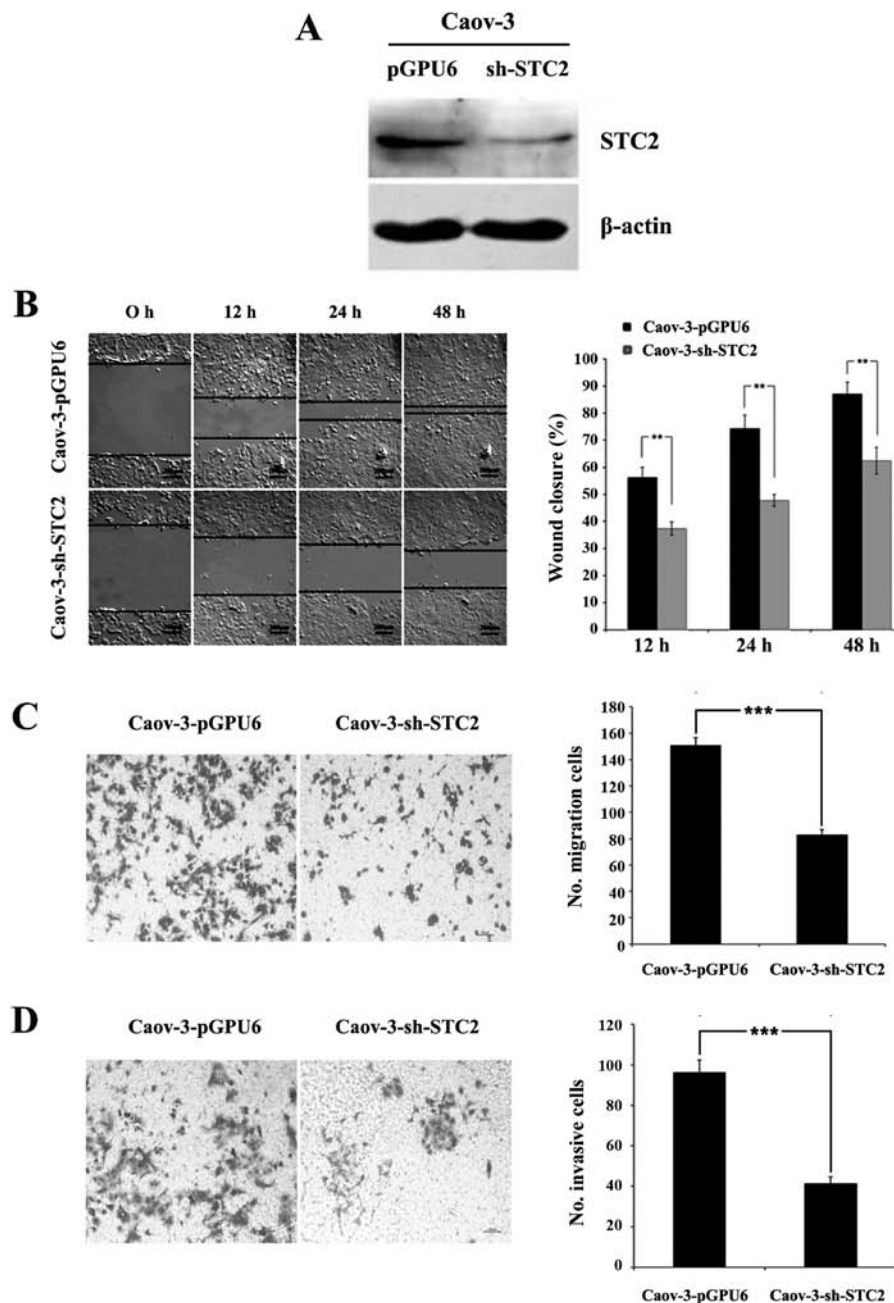 A
Caov-3
pGPU6 sh-STC2
STC2
β-actin
B
O h 12 h 24 h 48 h
Caov-3-pGPU6
Caov-3-sh-STC2
Caov-3-pGPU6
Caov-3-sh-STC2
Wound closure (%)
100
90
80
70
60
50
40
30
20
10
0
** ** **
12 h 24 h 48 h
C
Caov-3-pGPU6 Caov-3-sh-STC2
No. migration cells
180
160
140
120
100
80
60
40
20
0
***
Caov-3-pGPU6 Caov-3-sh-STC2
D
Caov-3-pGPU6 Caov-3-sh-STC2
No. invasive cells
120
100
80
60
40
20
0
***
Caov-3-pGPU6 Caov-3-sh-STC2